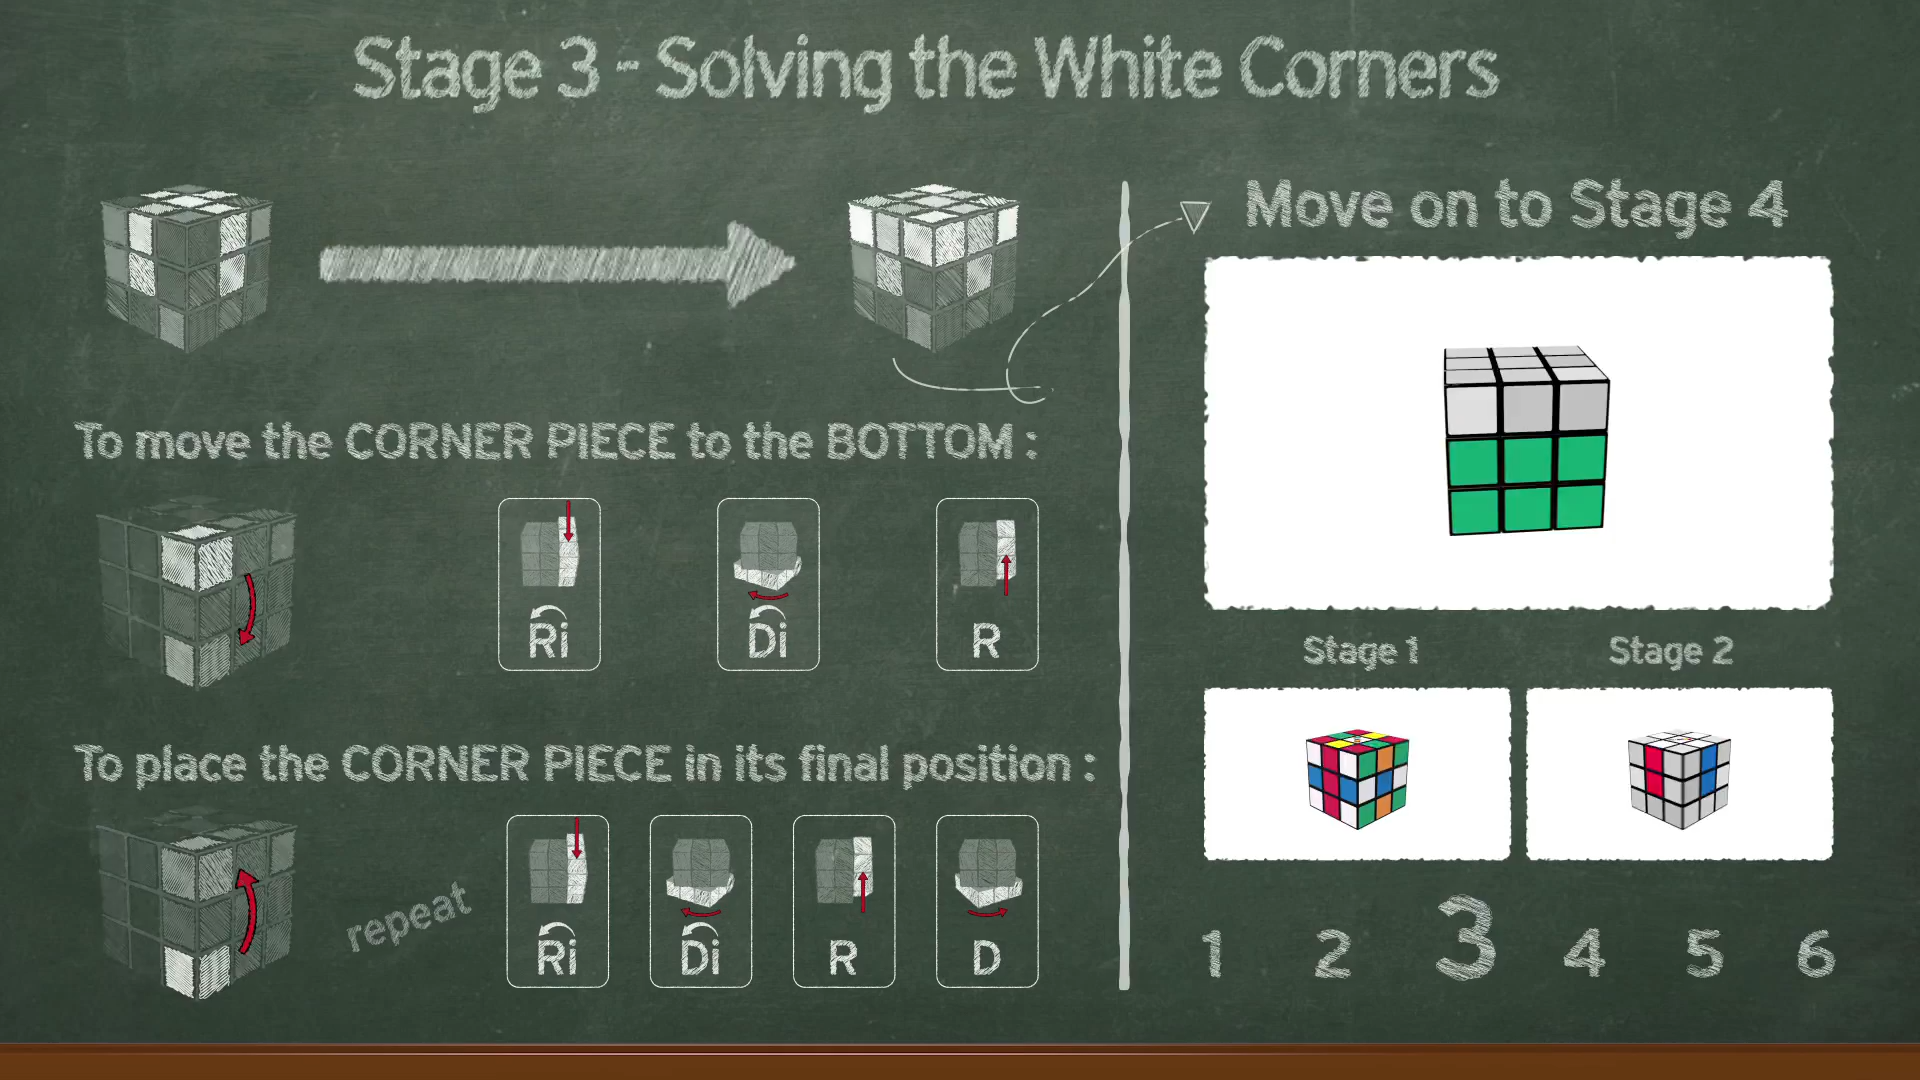 Stage 3 - Solving the White Corners
Move on to Stage 4
To move the CORNER PIECE to the BOTTOM :
Ri
Di
R
Stage 1
Stage 2
To place the CORNER PIECE in its final position :
repeat
Ri
Di
R
D
1 2 3 4 5 6